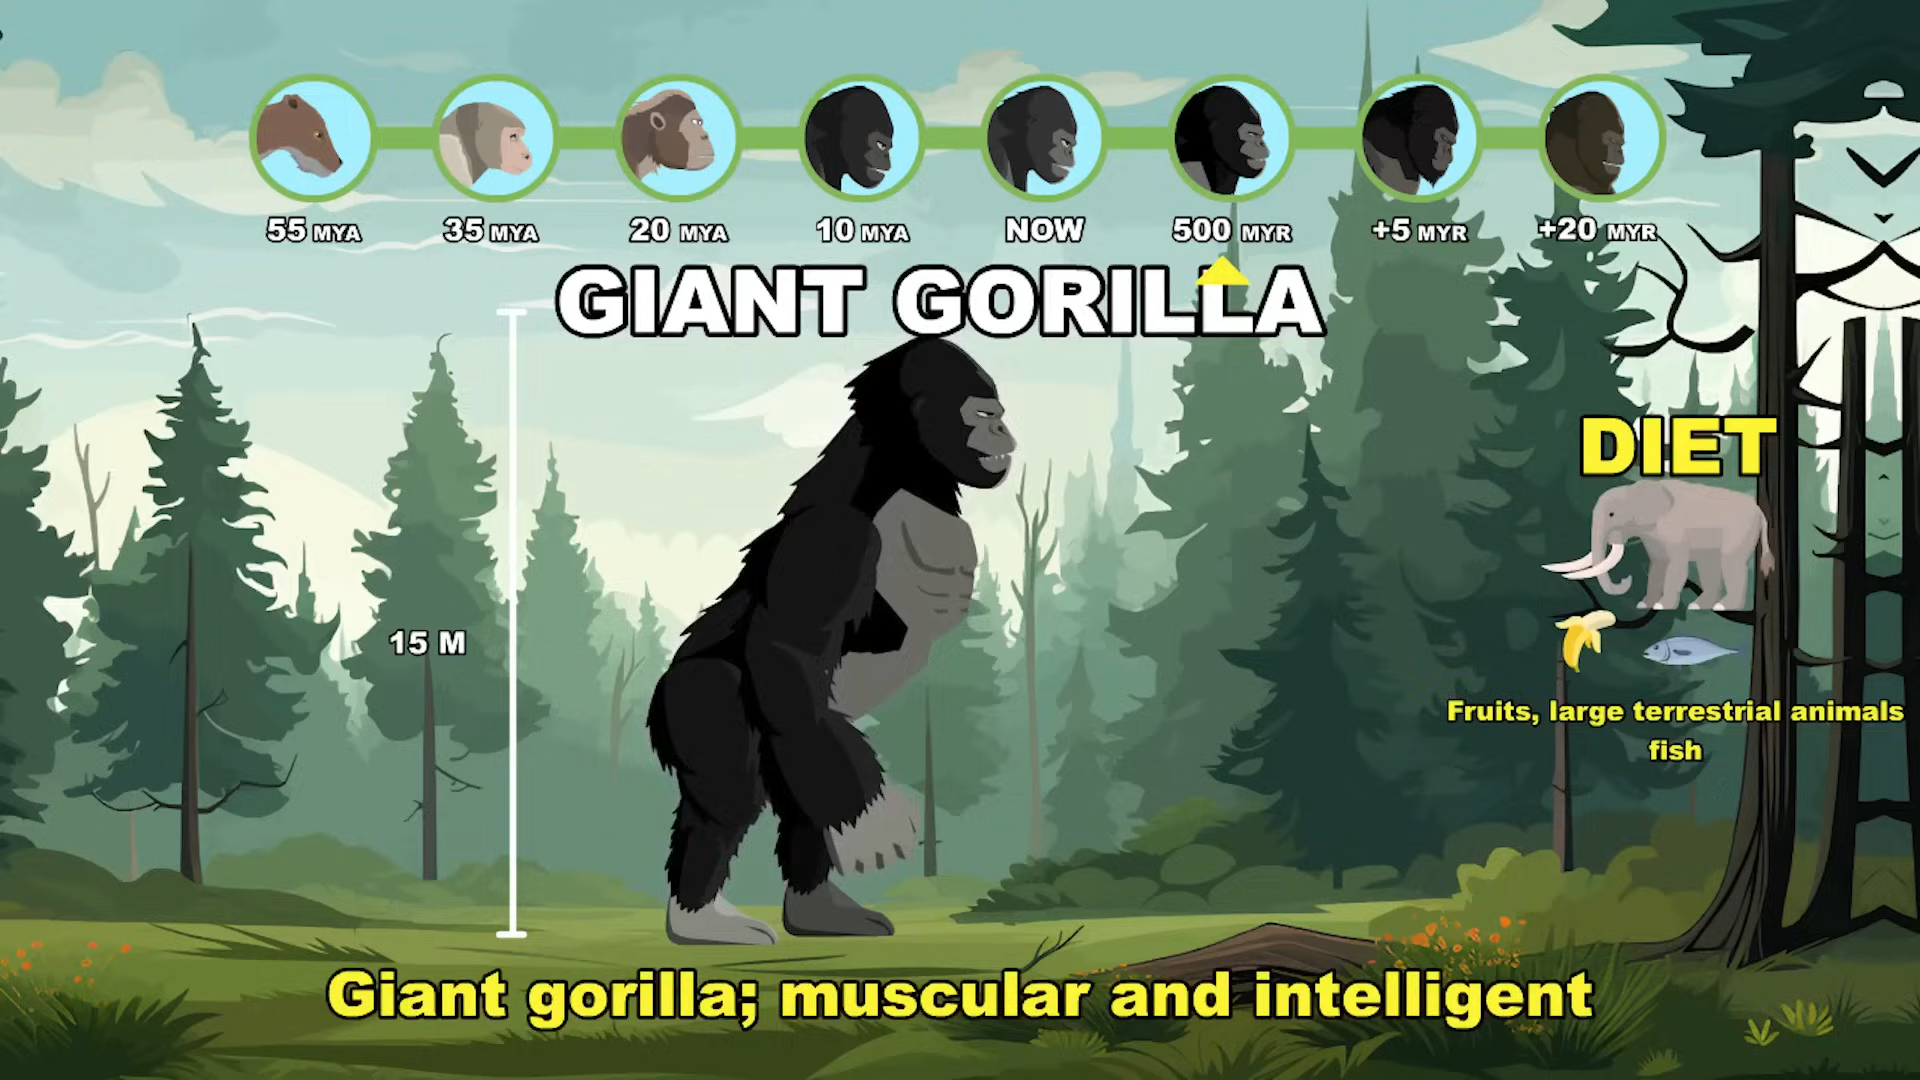 55 MYA
35 MYA
20 MYA
10 MYA
NOW
500 MYR
+5 MYR
+20 MYR
GIANT GORILLA
DIET
15 M
Fruits, large terrestrial animals
fish
Giant gorilla; muscular and intelligent